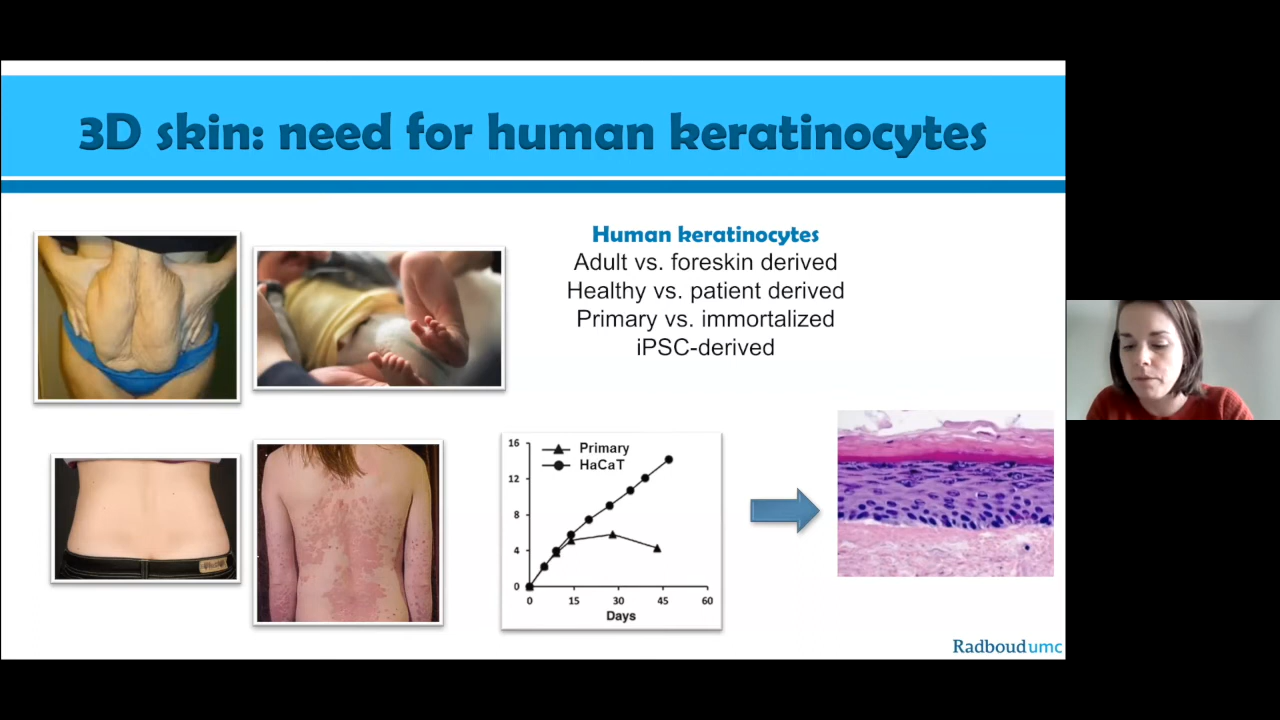 3D skin: need for human keratinocytes
Human keratinocytes
Adult vs. foreskin derived
Healthy vs. patient derived
Primary vs. immortalized
iPSC-derived
16
12
8
4
0
Primary
HaCaT
0 15 30 45 60
Days
Radboudumc